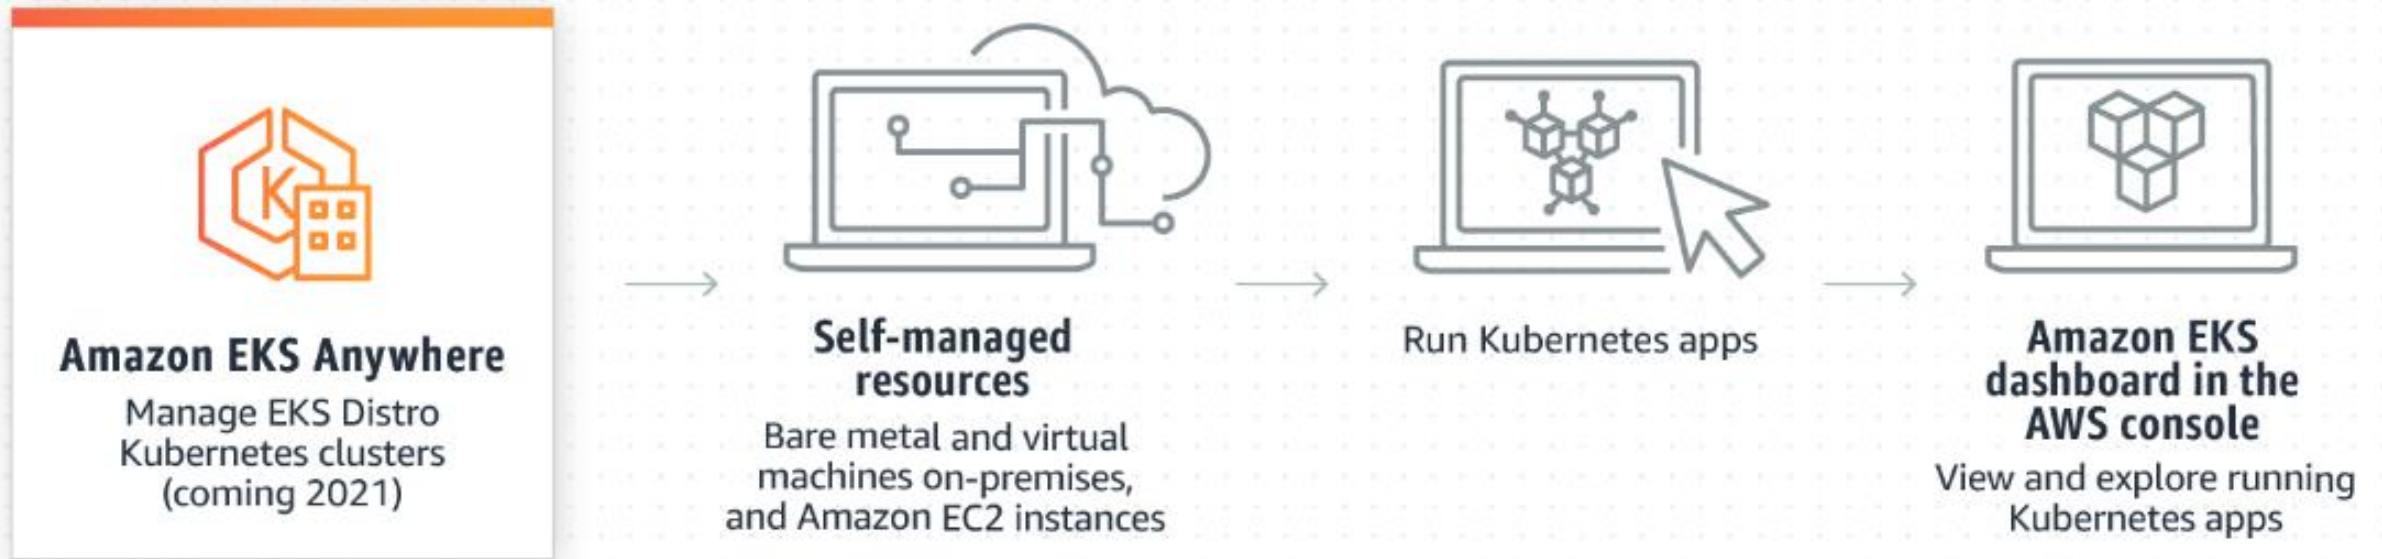 K
Amazon EKS Anywhere
Manage EKS Distro
Kubernetes clusters
(coming 2021)
Self-managed
resources
Bare metal and virtual
machines on-premises,
and Amazon EC2 instances
Run Kubernetes apps
Amazon EKS
dashboard in the
AWS console
View and explore running
Kubernetes apps